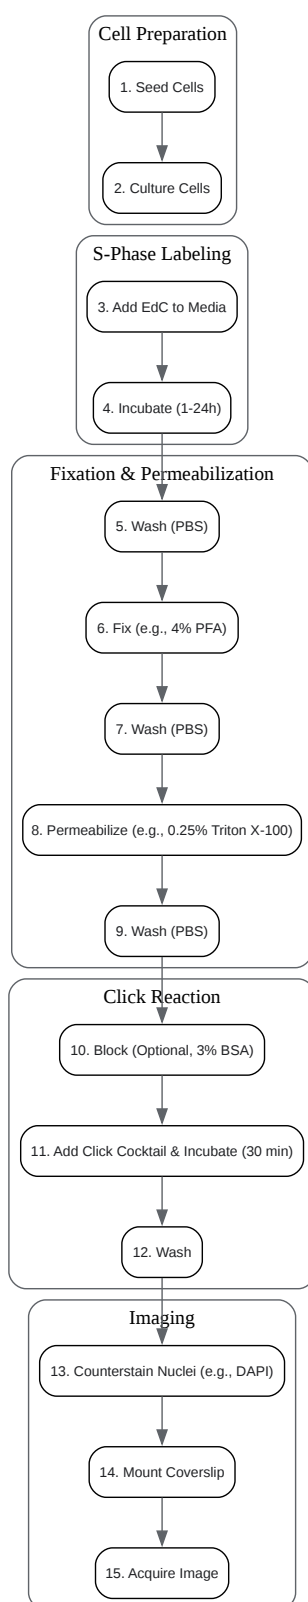 Cell Preparation
1. Seed Cells
2. Culture Cells
S-Phase Labeling
3. Add EdC to Media
4. Incubate (1-24h)
Fixation & Permeabilization
5. Wash (PBS)
6. Fix (e.g., 4% PFA)
7. Wash (PBS)
8. Permeabilize (e.g., 0.25% Triton X-100)
9. Wash (PBS)
Click Reaction
10. Block (Optional, 3% BSA)
11. Add Click Cocktail & Incubate (30 min)
12. Wash
Imaging
13. Counterstain Nuclei (e.g., DAPI)
14. Mount Coverslip
15. Acquire Image